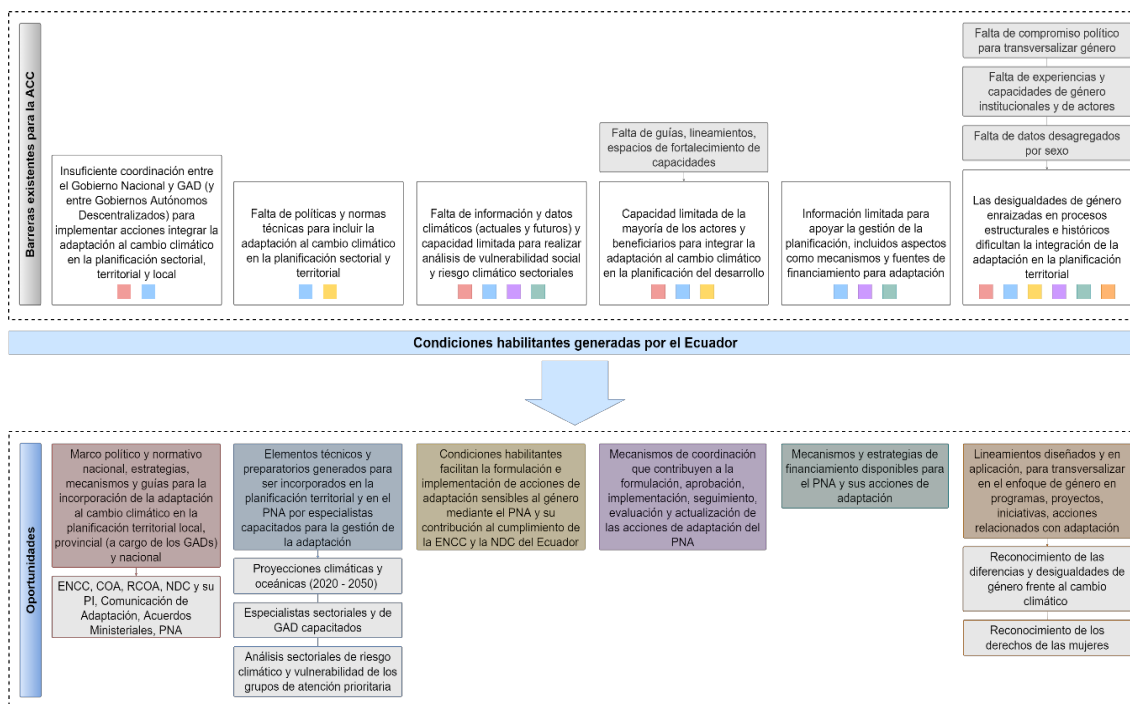 Barreras existentes para la ACC
Insuficiente coordinación entre
el Gobierno Nacional y GAD (y
entre Gobiernos Autónomos
Descentralizados) para
implementar acciones integrar la
adaptación al cambio climático
en la planificación sectorial,
territorial y local
Falta de políticas y normas
técnicas para incluir la
adaptación al cambio climático
en la planificación sectorial y
territorial
Falta de información y datos
climáticos (actuales y futuros) y
capacidad limitada para realizar
análisis de vulnerabilidad social
y riesgo climático sectoriales
Falta de guías, lineamientos,
espacios de fortalecimiento de
capacidades
Capacidad limitada de la
mayoría de los actores y
beneficiarios para integrar la
adaptación al cambio climático
en la planificación del desarrollo
Información limitada para
apoyar la gestión de la
planificación, incluidos aspectos
como mecanismos y fuentes de
financiamiento para adaptación
Falta de compromiso político
para transversalizar género
Falta de experiencias y
capacidades de género
institucionales y de actores
Falta de datos desagregados
por sexo
Las desigualdades de género
enraizadas en procesos
estructurales e históricos
dificultan la integración de la
adaptación en la planificación
territorial
Condiciones habilitantes generadas por el Ecuador
Oportunidades
Marco político y normativo
nacional, estrategias,
mecanismos y guías para la
incorporación de la adaptación
al cambio climático en la
planificación territorial local,
provincial (a cargo de los GADs)
y nacional
ENCC, COA, RCOA, NDC y su
PI, Comunicación de
Adaptación, Acuerdos
Ministeriales, PNA
Elementos técnicos y
preparatorios generados para
ser incorporados en la
planificación territorial y en el
PNA por especialistas
capacitados para la gestión de
la adaptación
Proyecciones climáticas y
oceánicas (2020 - 2050)
Especialistas sectoriales y de
GAD capacitados
Análisis sectoriales de riesgo
climático y vulnerabilidad de los
grupos de atención prioritaria
Condiciones habilitantes
facilitan la formulación e
implementación de acciones de
adaptación sensibles al género
mediante el PNA y su
contribución al cumplimiento de
la ENCC y la NDC del Ecuador
Mecanismos de coordinación
que contribuyen a la
formulación, aprobación,
implementación, seguimiento,
evaluación y actualización de
las acciones de adaptación del
PNA
Mecanismos y estrategias de
financiamiento disponibles para
el PNA y sus acciones de
adaptación
Lineamientos diseñados y en
aplicación, para transversalizar
en el enfoque de género en
programas, proyectos,
iniciativas, acciones
relacionados con adaptación
Reconocimiento de las
diferencias y desigualdades de
género frente al cambio
climático
Reconocimiento de los
derechos de las mujeres